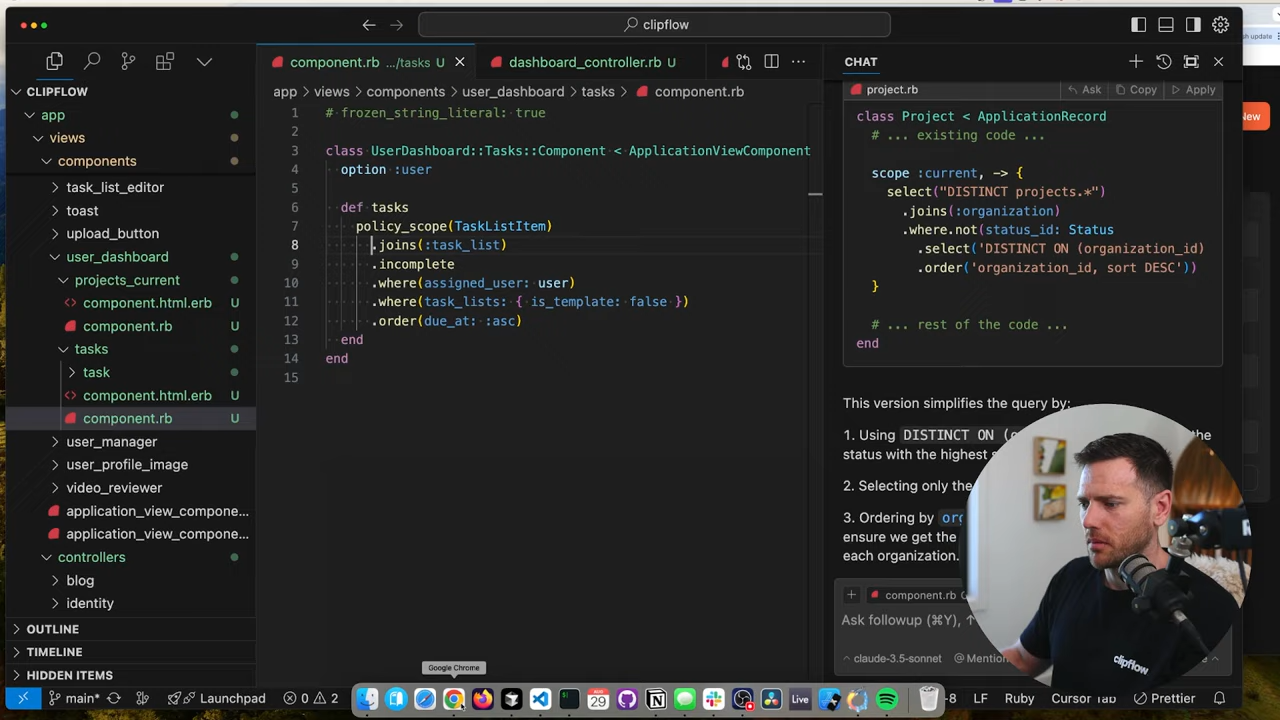 clipflow
component.rb .../tasks U
dashboard_controller.rb U
CHAT
CLIPFLOW
app
views
components
task_list_editor
toast
upload_button
user_dashboard
projects_current
component.html.erb U
component.rb U
tasks
task
component.html.erb U
component.rb U
user_manager
user_profile_image
video_reviewer
application_view_compone...
application_view_compone...
controllers
blog
identity
OUTLINE
TIMELINE
HIDDEN ITEMS
app > views > components > user_dashboard > tasks > component.rb
1 # frozen_string_literal: true
2
3 class UserDashboard::Tasks::Component < ApplicationViewComponent
4 option :user
5
6 def tasks
7 policy_scope(TaskListItem)
8 .joins(:task_list)
9 .incomplete
10 .where(assigned_user: user)
11 .where(task_lists: { is_template: false })
12 .order(due_at: :asc)
13 end
14 end
15
project.rb Ask Copy Apply
class Project < ApplicationRecord
# ... existing code ...
scope :current, -> {
select("DISTINCT projects.*")
.joins(:organization)
.where.not(status_id: Status
.select('DISTINCT ON (organization_id)
.order('organization_id, sort DESC'))
}
# ... rest of the code ...
end
This version simplifies the query by:
1. Using DISTINCT ON ( the
status with the highest
2. Selecting only the
3. Ordering by
ensure we get the
each organization.
component.rb
Ask followup (⌘Y),
claude-3.5-sonnet @Mention
clipflow
New
Google Chrome
main* Launchpad 0 2
AUG
29
Live
LF Ruby Cursor Tab Prettier